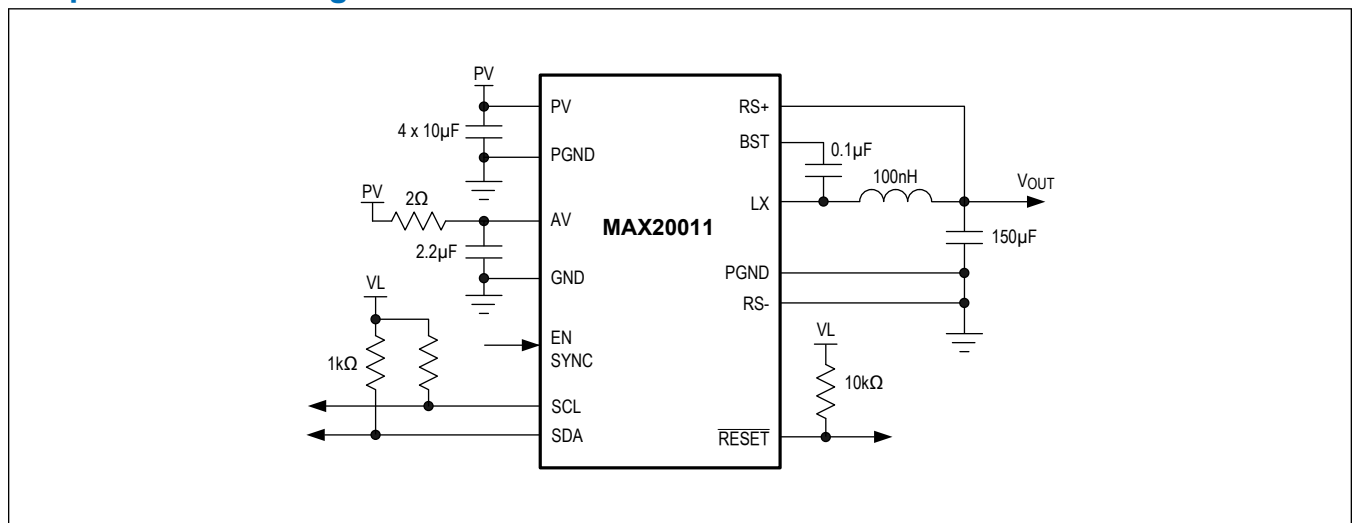 PV
PV
4 x 10µF
PGND
PV
2Ω
AV
2.2µF
GND
VL
EN
1kΩ
SYNC
SCL
SDA
MAX20011
RS+
BST
0.1µF
100nH
LX
VOUT
150µF
PGND
RS-
VL
10kΩ
RESET